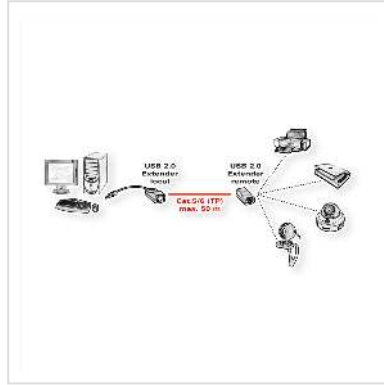 USB 2.0
Extender
local
USB 2.0
Extender
remote
Cat.5/6 (TP)
max. 50 m